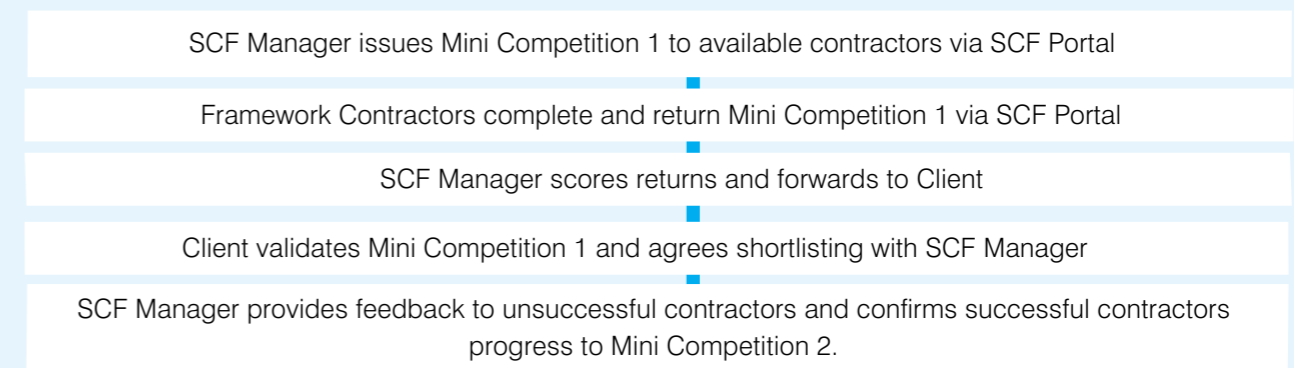 SCF Manager issues Mini Competition 1 to available contractors via SCF Portal
Framework Contractors complete and return Mini Competition 1 via SCF Portal
SCF Manager scores returns and forwards to Client
Client validates Mini Competition 1 and agrees shortlisting with SCF Manager
SCF Manager provides feedback to unsuccessful contractors and confirms successful contractors
progress to Mini Competition 2.